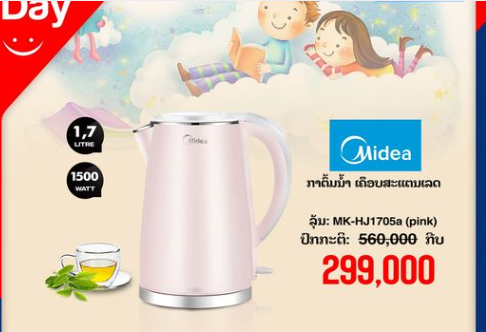 Day
1,7
LITRE
1500
WATT
Midea
Midea
ກາຕົ້ມນ້ຳ ເຄືອບສະແຕນເລດ
ລຸ້ນ: MK-HJ1705a (pink)
ປົກກະຕິ: 560,000 ກີບ
299,000